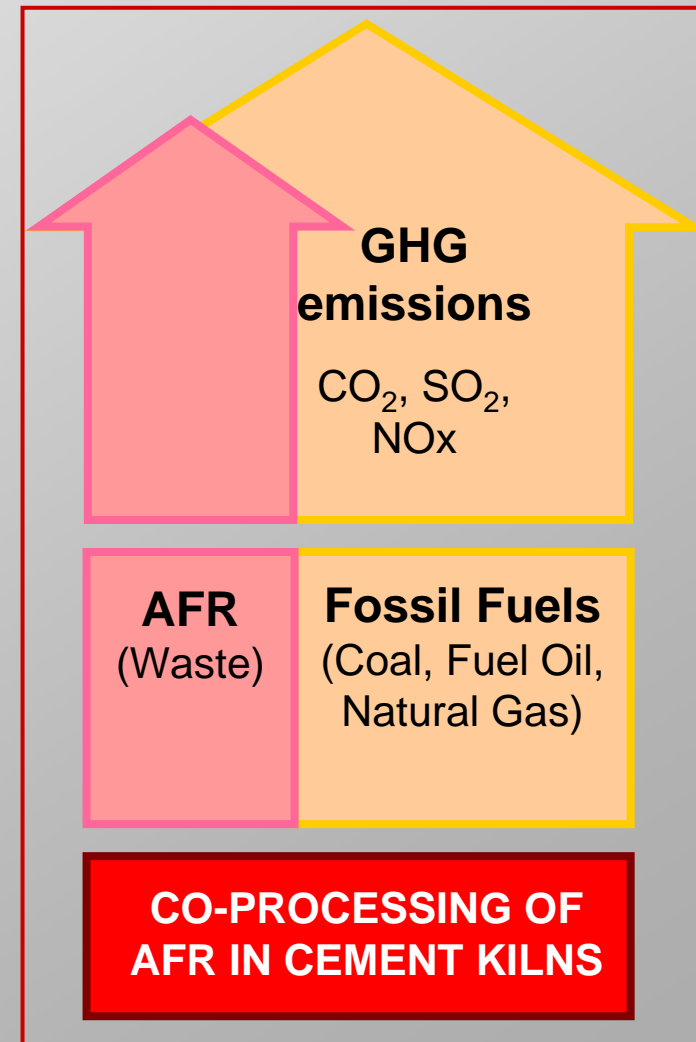 GHG
emissions
CO₂, SO₂,
NOx
AFR
(Waste)
Fossil Fuels
(Coal, Fuel Oil,
Natural Gas)
CO-PROCESSING OF
AFR IN CEMENT KILNS